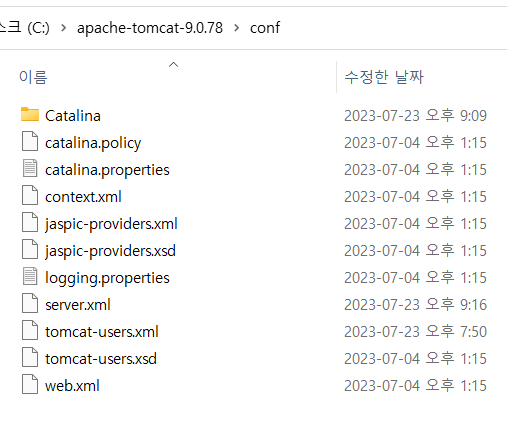 스크 (C:) > apache-tomcat-9.0.78 > conf
이름 수정한 날짜
Catalina 2023-07-23 오후 9:09
catalina.policy 2023-07-04 오후 1:15
catalina.properties 2023-07-04 오후 1:15
context.xml 2023-07-04 오후 1:15
jaspic-providers.xml 2023-07-04 오후 1:15
jaspic-providers.xsd 2023-07-04 오후 1:15
logging.properties 2023-07-04 오후 1:15
server.xml 2023-07-23 오후 9:16
tomcat-users.xml 2023-07-23 오후 7:50
tomcat-users.xsd 2023-07-04 오후 1:15
web.xml 2023-07-04 오후 1:15